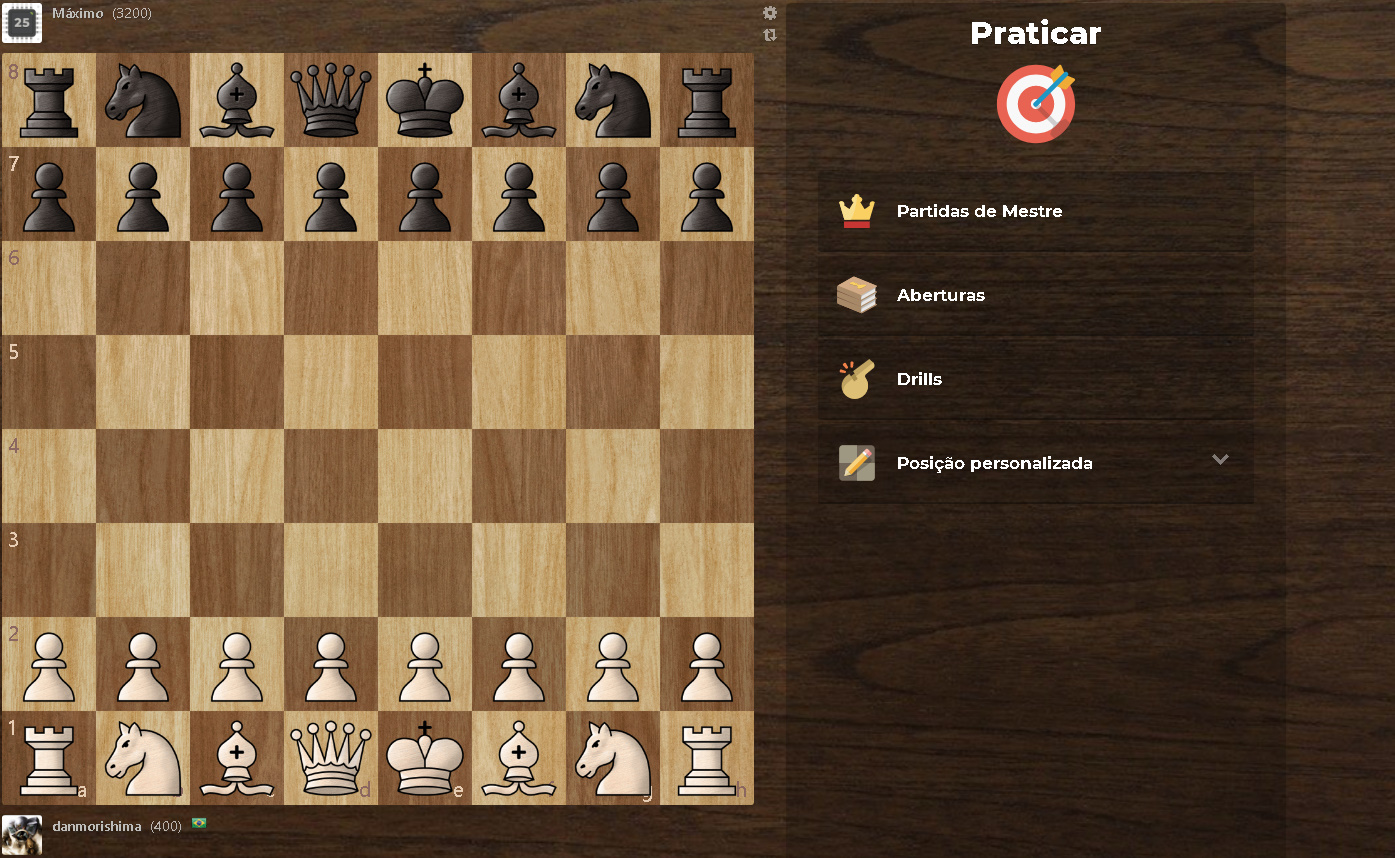 25
Máximo (3200)
8
7
6
5
4
3
2
1
a
d
e
g
h
danmorishima (400)
Praticar
Partidas de Mestre
Aberturas
Drills
Posição personalizada